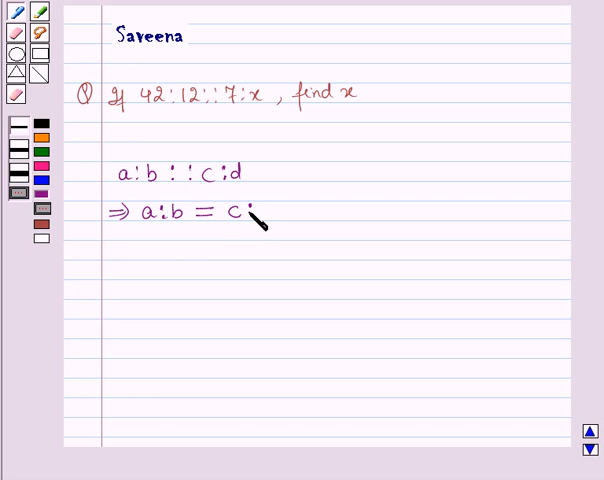 Saveena
Q If 42:12::7:x, find x
a:b::c:d
⇒ a:b = c: